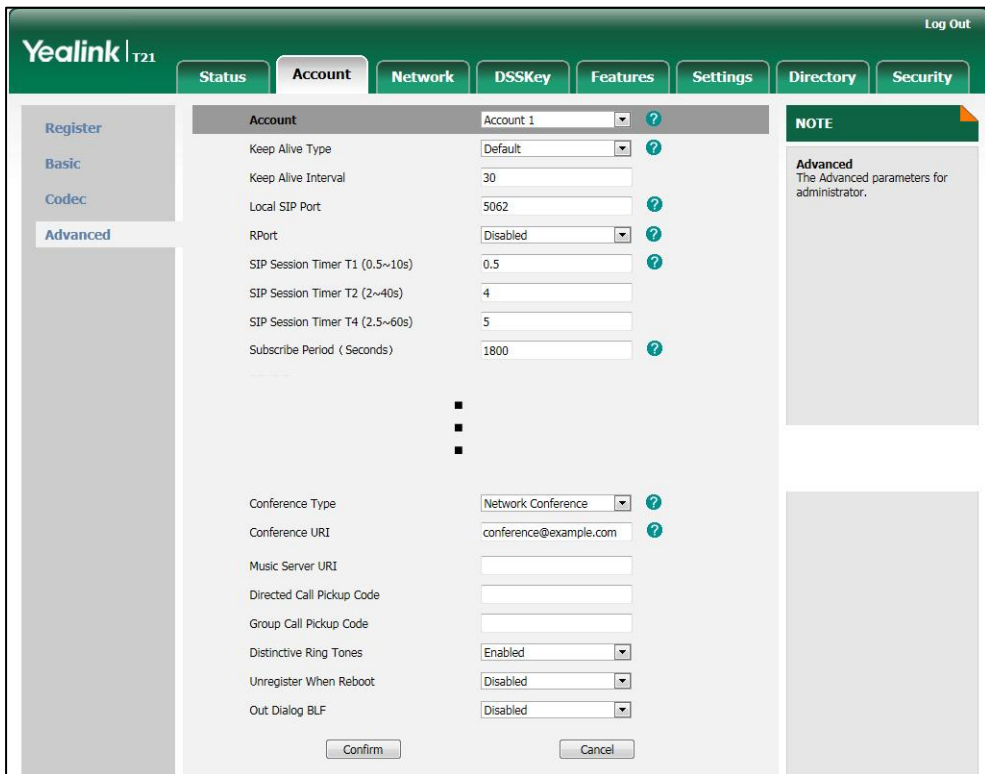 Log Out
Yealink T21
Status Account Network DSSKey Features Settings Directory Security
Register
Basic
Codec
Advanced
Account Account 1 ?
Keep Alive Type Default ?
Keep Alive Interval 30
Local SIP Port 5062 ?
RPort Disabled ?
SIP Session Timer T1 (0.5~10s) 0.5 ?
SIP Session Timer T2 (2~40s) 4
SIP Session Timer T4 (2.5~60s) 5
Subscribe Period (Seconds) 1800 ?
Conference Type Network Conference ?
Conference URI conference@example.com ?
Music Server URI
Directed Call Pickup Code
Group Call Pickup Code
Distinctive Ring Tones Enabled
Unregister When Reboot Disabled
Out Dialog BLF Disabled
Confirm Cancel
NOTE
Advanced
The Advanced parameters for
administrator.